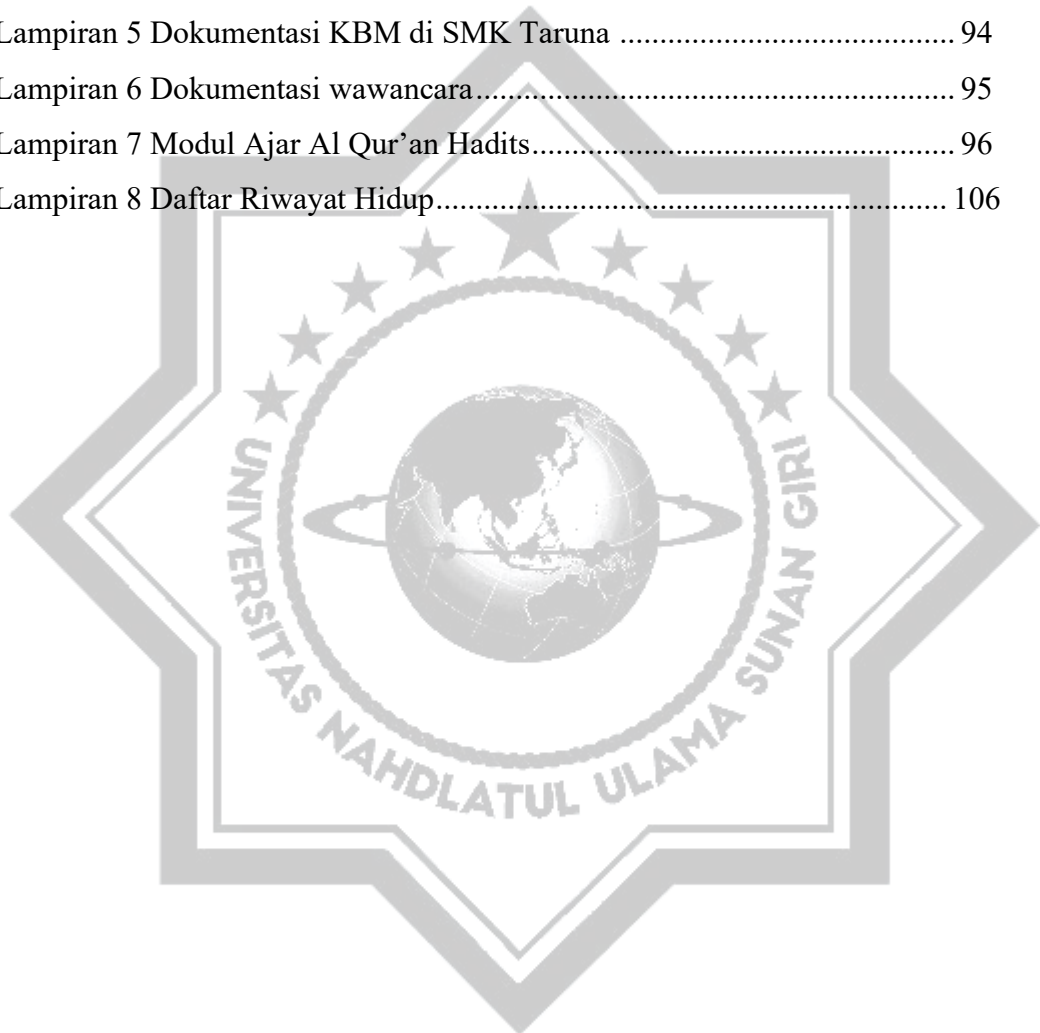 Lampiran 5 Dokumentasi KBM di SMK Taruna ......................................... 94
Lampiran 6 Dokumentasi wawancara........................................................... 95
Lampiran 7 Modul Ajar Al Qur’an Hadits.................................................... 96
Lampiran 8 Daftar Riwayat Hidup............................................................... 106
UNIVERSITAS NAHDLATUL ULAMA SUNAN GIRI